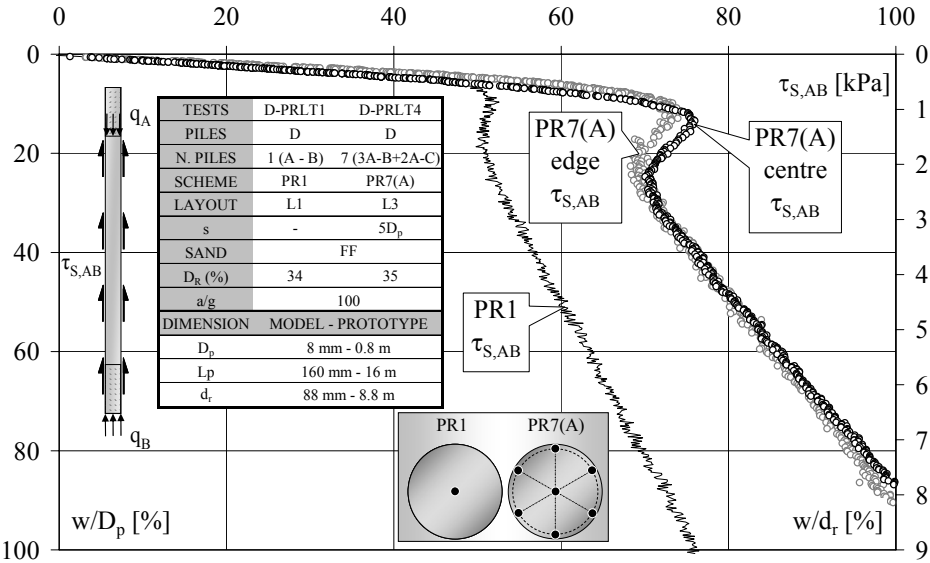 0 20 40 60 80 100
0 20 40 60 80 100
0 1 2 3 4 5 6 7 8 9
τS,AB [kPa]
w/Dp [%]
w/dr [%]
qA
τS,AB
qB
TESTS D-PRLT1 D-PRLT4
PILES D D
N. PILES 1 (A - B) 7 (3A-B+2A-C)
SCHEME PR1 PR7(A)
LAYOUT L1 L3
s - 5Dp
SAND FF
DR (%) 34 35
a/g 100
DIMENSION MODEL - PROTOTYPE
Dp 8 mm - 0.8 m
Lp 160 mm - 16 m
dr 88 mm - 8.8 m
PR7(A)
edge
τS,AB
PR7(A)
centre
τS,AB
PR1
τS,AB
PR1 PR7(A)